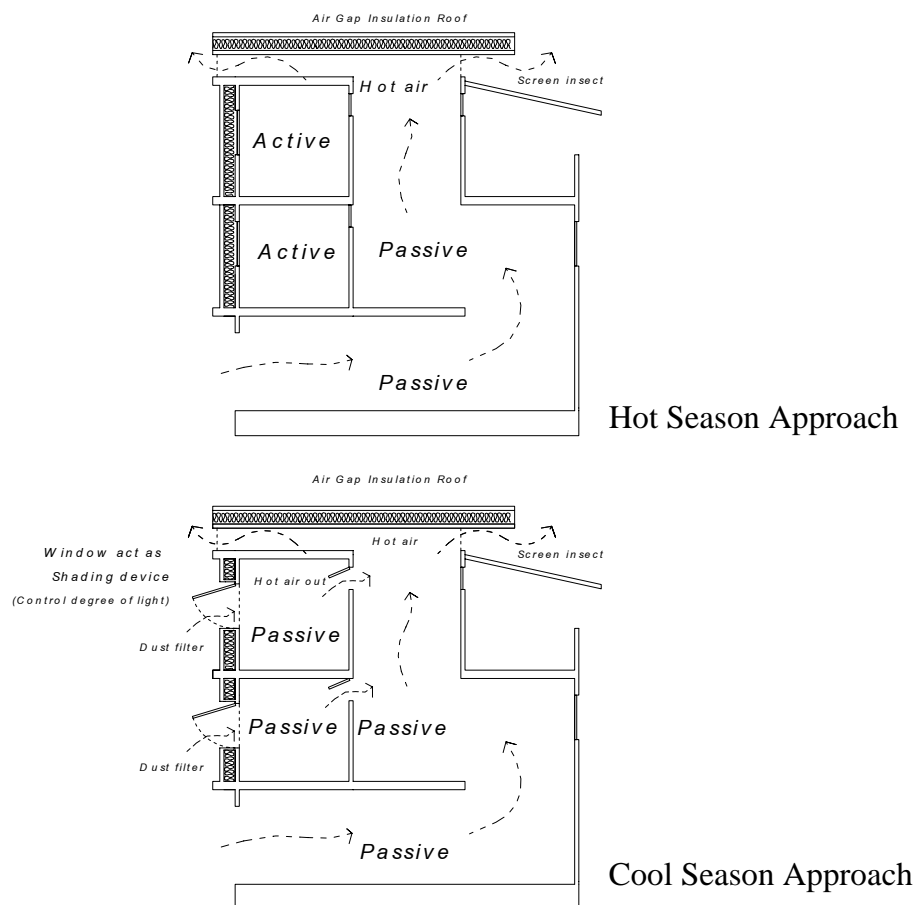 Air Gap Insulation Roof
Hot air
Screen insect
Active
Active
Passive
Passive
Hot Season Approach
Air Gap Insulation Roof
Hot air
Window act as
Shading device
(Control degree of light)
Screen insect
Hot air out
Dust filter
Passive
Passive
Passive
Dust filter
Passive
Cool Season Approach